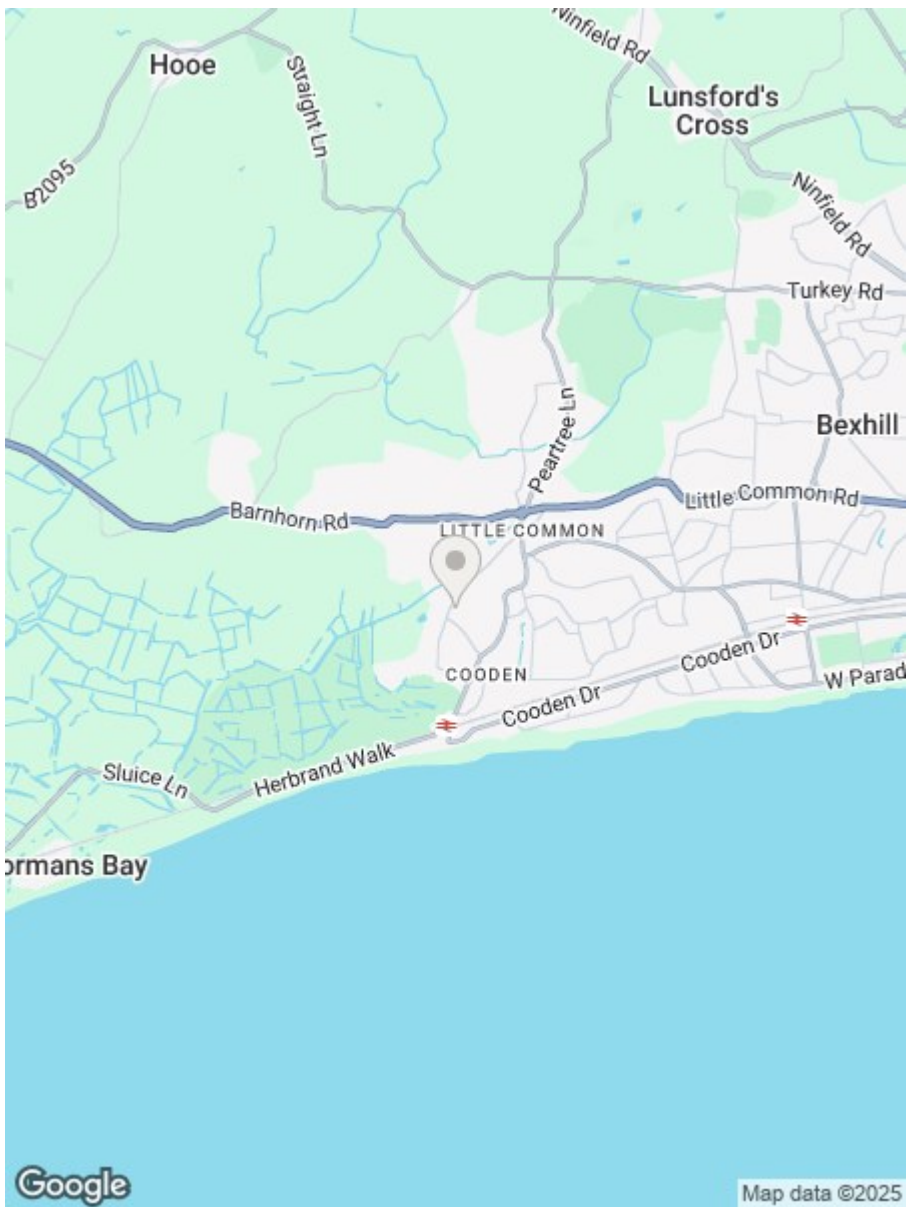 Ninfield Rd
Hooe
Straight Ln
Lunsford's
Cross
B2095
Ninfield Rd
Turkey Rd
Peartree Ln
Bexhill
Little Common Rd
Barnhorn Rd
LITTLE COMMON
COODEN
Cooden Dr
W Parad
Cooden Dr
Herbrand Walk
Sluice Ln
ormans Bay
Google
Map data ©2025